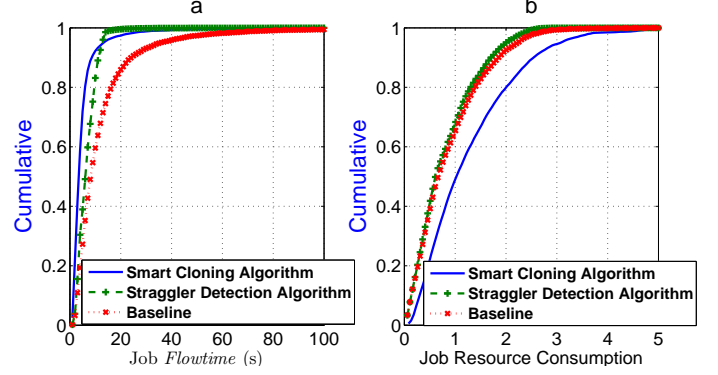 a
b
1
0.8
0.6
0.4
0.2
0
Cumulative
Smart Cloning Algorithm
Straggler Detection Algorithm
Baseline
0 20 40 60 80 100
Job Flowtime (s)
1
0.8
0.6
0.4
0.2
0
Cumulative
Smart Cloning Algorithm
Straggler Detection Algorithm
Baseline
0 1 2 3 4 5
Job Resource Consumption